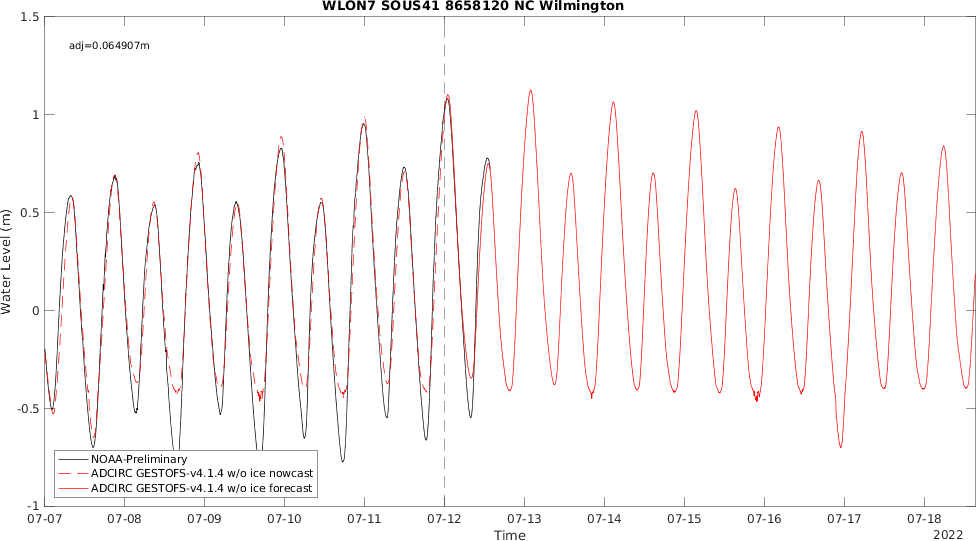 WLON7 SOUS41 8658120 NC Wilmington
adj=0.064907m
1.5
1
0.5
0
-0.5
-1
Water Level (m)
NOAA-Preliminary
ADCIRC GESTOFS-v4.1.4 w/o ice nowcast
ADCIRC GESTOFS-v4.1.4 w/o ice forecast
07-07 07-08 07-09 07-10 07-11 07-12 07-13 07-14 07-15 07-16 07-17 07-18
Time
2022